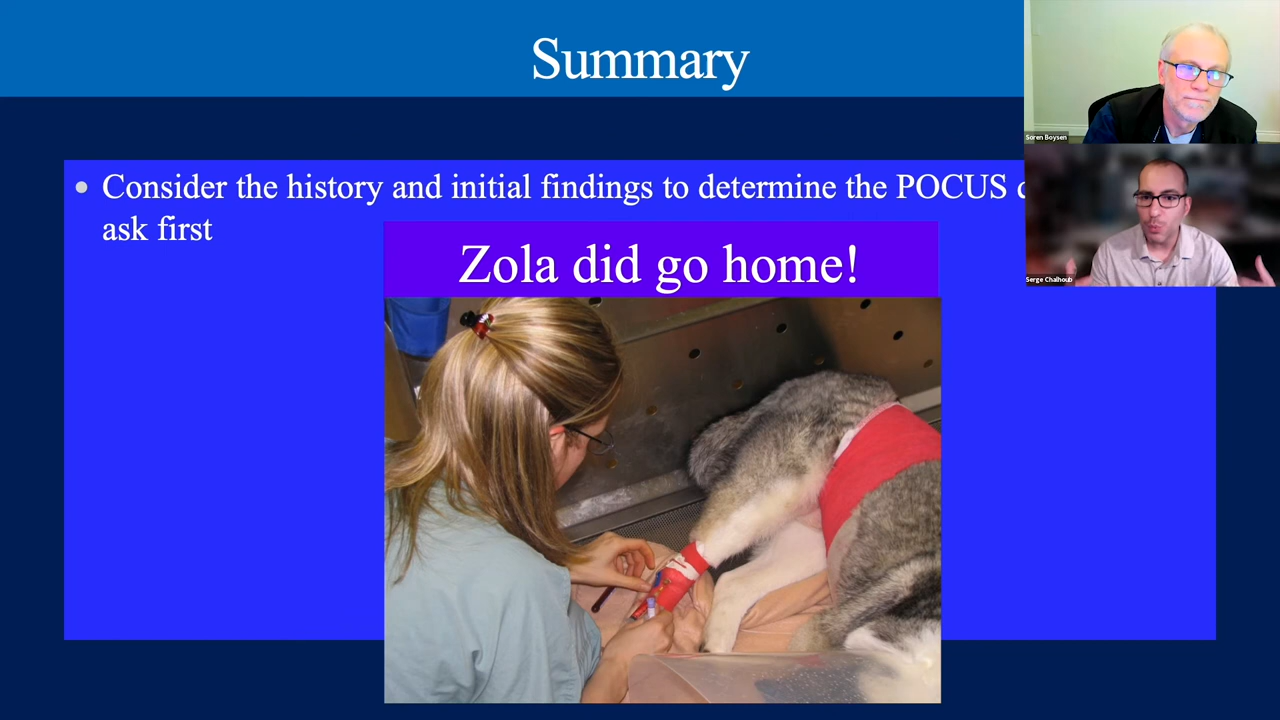 Summary
Consider the history and initial findings to determine the POCUS
ask first
Zola did go home!
Soren Boysen
Serge Chalhoub